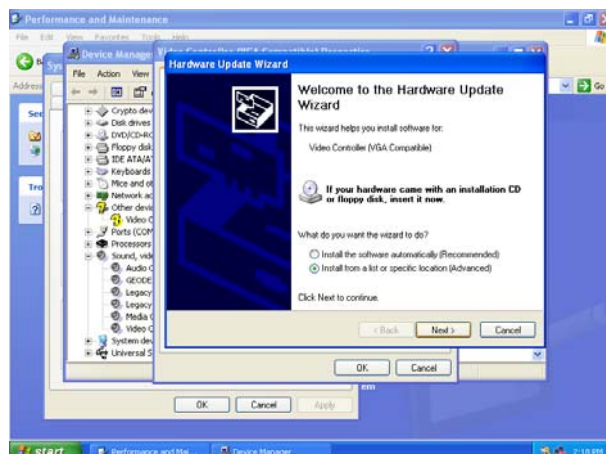 Performance and Maintenance
File Edit View Favorites Tools Help
Address
Go
Device Manage
File Action View
Crypto dev
Disk drives
DVD/CD-RO
Floppy disk
IDE ATA/AT
Keyboards
Mice and ot
Network ac
Other devic
Video C
Ports (COM
Processors
Sound, vide
Audio C
GEODE
Legacy
Legacy
Media C
Video C
System dev
Universal S
Video Controller (VGA Compatible) Properties
Hardware Update Wizard
Welcome to the Hardware Update
Wizard
This wizard helps you install software for:
Video Controller (VGA Compatible)
If your hardware came with an installation CD
or floppy disk, insert it now.
What do you want the wizard to do?
Install the software automatically (Recommended)
Install from a list or specific location (Advanced)
Click Next to continue.
< Back Next > Cancel
OK Cancel
OK Cancel Apply
start Performance and Mai... Device Manager 2:18 PM